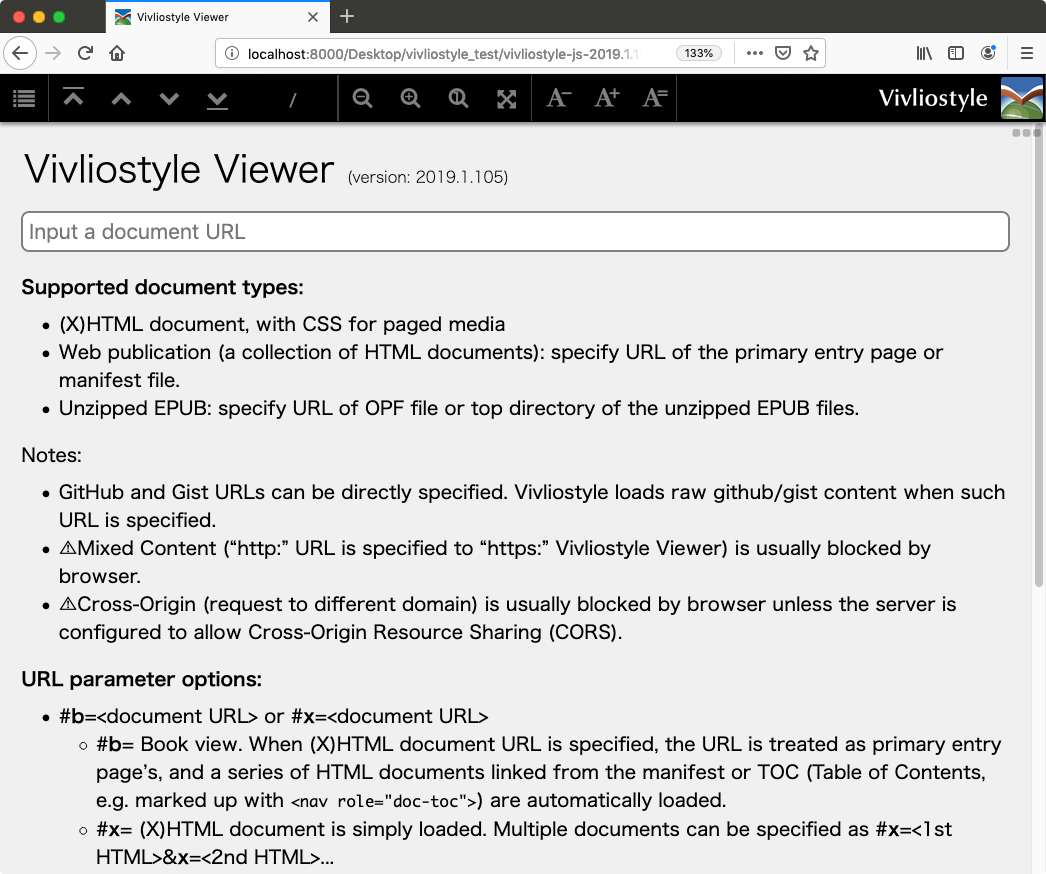 Vivliostyle Viewer
localhost:8000/Desktop/vivliostyle_test/vivliostyle-js-2019.1.1
133%
/
A− A+ A=
Vivliostyle
Vivliostyle Viewer (version: 2019.1.105)
Input a document URL
Supported document types:
• (X)HTML document, with CSS for paged media
• Web publication (a collection of HTML documents): specify URL of the primary entry page or
manifest file.
• Unzipped EPUB: specify URL of OPF file or top directory of the unzipped EPUB files.
Notes:
• GitHub and Gist URLs can be directly specified. Vivliostyle loads raw github/gist content when such
URL is specified.
• ⚠Mixed Content (“http:” URL is specified to “https:” Vivliostyle Viewer) is usually blocked by
browser.
• ⚠Cross-Origin (request to different domain) is usually blocked by browser unless the server is
configured to allow Cross-Origin Resource Sharing (CORS).
URL parameter options:
• #b=<document URL> or #x=<document URL>
◦ #b= Book view. When (X)HTML document URL is specified, the URL is treated as primary entry
page’s, and a series of HTML documents linked from the manifest or TOC (Table of Contents,
e.g. marked up with <nav role="doc-toc">) are automatically loaded.
◦ #x= (X)HTML document is simply loaded. Multiple documents can be specified as #x=<1st
HTML>&x=<2nd HTML>...